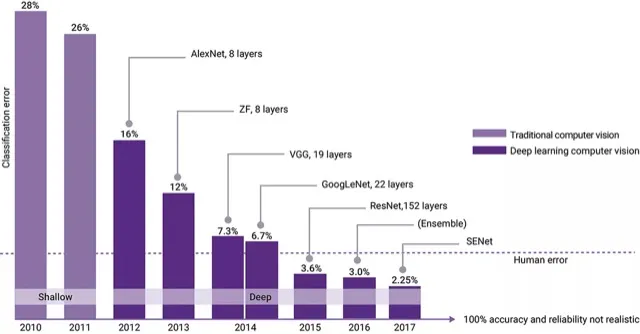 28%
26%
AlexNet, 8 layers
16%
ZF, 8 layers
12%
VGG, 19 layers
7.3%
GoogLeNet, 22 layers
6.7%
ResNet,152 layers
3.6%
(Ensemble)
3.0%
SENet
2.25%
Classification error
Traditional computer vision
Deep learning computer vision
Human error
Shallow
Deep
2010
2011
2012
2013
2014
2015
2016
2017
100% accuracy and reliability not realistic